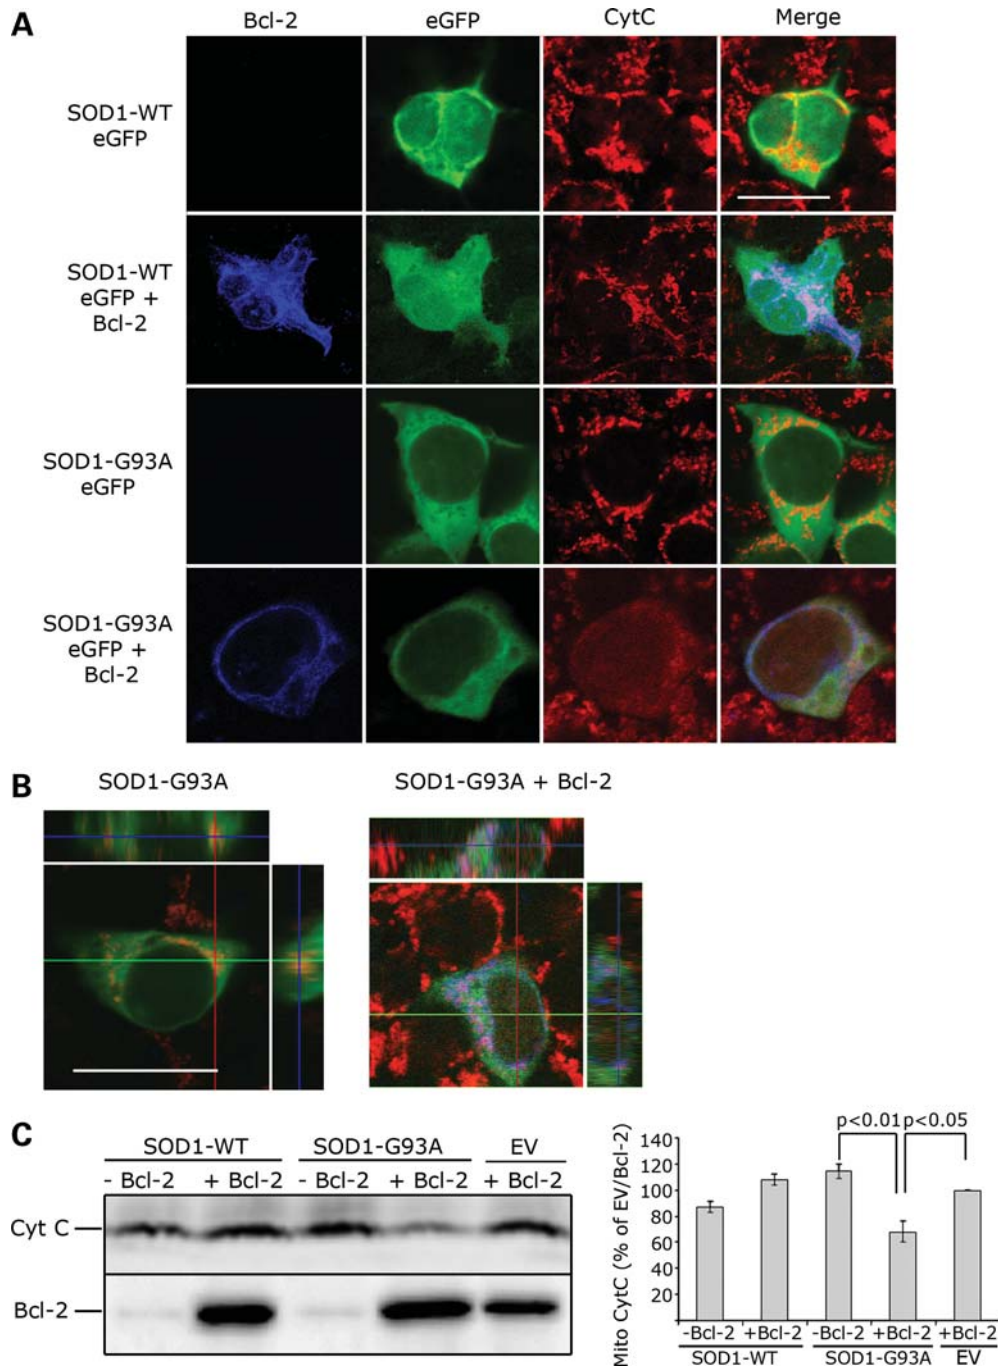 A
Bcl-2 eGFP CytC Merge
SOD1-WT
eGFP
SOD1-WT
eGFP +
Bcl-2
SOD1-G93A
eGFP
SOD1-G93A
eGFP +
Bcl-2
B
SOD1-G93A SOD1-G93A + Bcl-2
C
SOD1-WT SOD1-G93A EV
- Bcl-2 + Bcl-2 - Bcl-2 + Bcl-2 + Bcl-2
Cyt C
Bcl-2
p<0.01 p<0.05
Mito CytC (% of EV/Bcl-2)
140
120
100
80
60
40
20
-Bcl-2 +Bcl-2 -Bcl-2 +Bcl-2 +Bcl-2
SOD1-WT SOD1-G93A EV